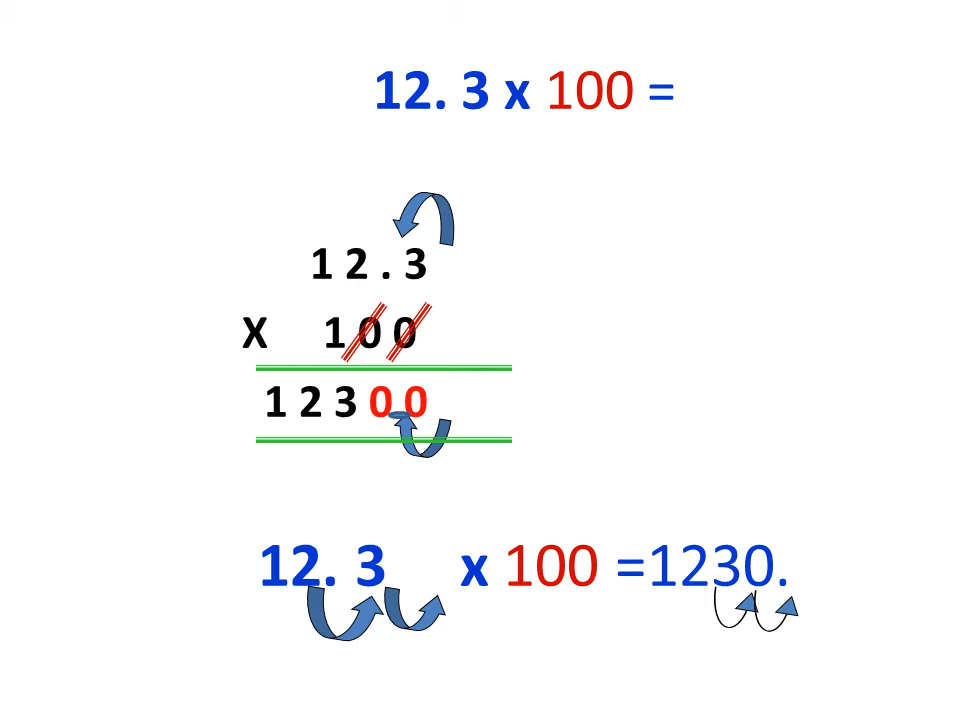 12. 3 x 100 =
1 2 . 3
X 1 0 0
1 2 3 0 0
12. 3 x 100 =1230.